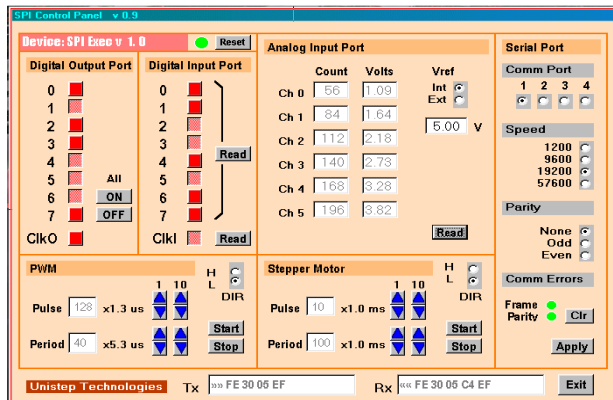 SPI Control Panel v 0.9
Device: SPI Exec v 1. 0 Reset
Digital Output Port
0
1
2
3
4
5 All
6 ON
7 OFF
ClkO
Digital Input Port
0
1
2
3
4 Read
5
6
7
ClkI Read
Analog Input Port
Count Volts Vref
Ch 0 56 1.09 Int
Ext
Ch 1 84 1.64 5.00 V
Ch 2 112 2.18
Ch 3 140 2.73
Ch 4 168 3.28
Ch 5 196 3.82
Read
Serial Port
Comm Port
1 2 3 4
Speed
1200
9600
19200
57600
Parity
None
Odd
Even
Comm Errors
Frame
Parity Clr
Apply
PWM
H
L
DIR
1 10
Pulse 128 x1.3 us
Start
Period 40 x5.3 us
Stop
Stepper Motor
H
L
DIR
1 10
Pulse 10 x1.0 ms
Start
Period 100 x1.0 ms
Stop
Unistep Technologies Tx »» FE 30 05 EF Rx «« FE 30 05 C4 EF Exit